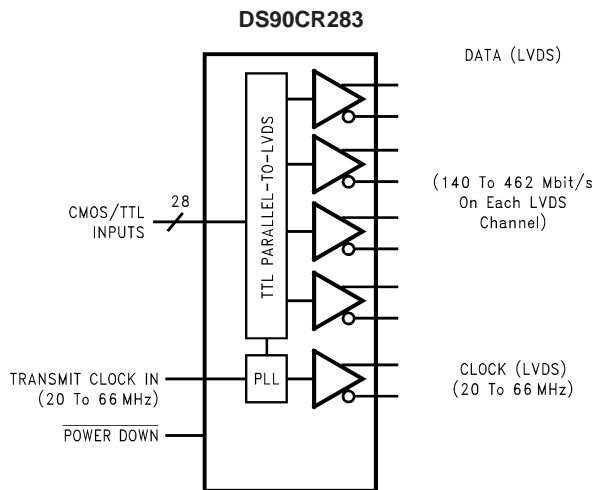 DS90CR283
DATA (LVDS)
TTL PARALLEL-TO-LVDS
28
CMOS/TTL
INPUTS
(140 To 462 Mbit/s
On Each LVDS
Channel)
TRANSMIT CLOCK IN
(20 To 66 MHz)
PLL
CLOCK (LVDS)
(20 To 66 MHz)
POWER DOWN